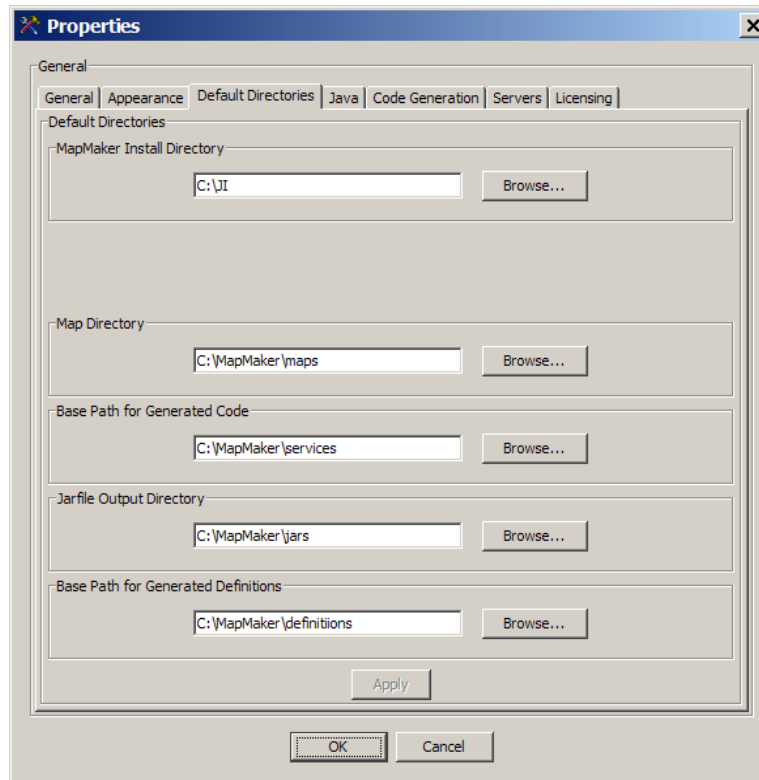 Properties
General
General Appearance Default Directories Java Code Generation Servers Licensing
Default Directories
MapMaker Install Directory
C:\JI Browse...
Map Directory
C:\MapMaker\maps Browse...
Base Path for Generated Code
C:\MapMaker\services Browse...
Jarfile Output Directory
C:\MapMaker\jars Browse...
Base Path for Generated Definitions
C:\MapMaker\definitiions Browse...
Apply
OK Cancel